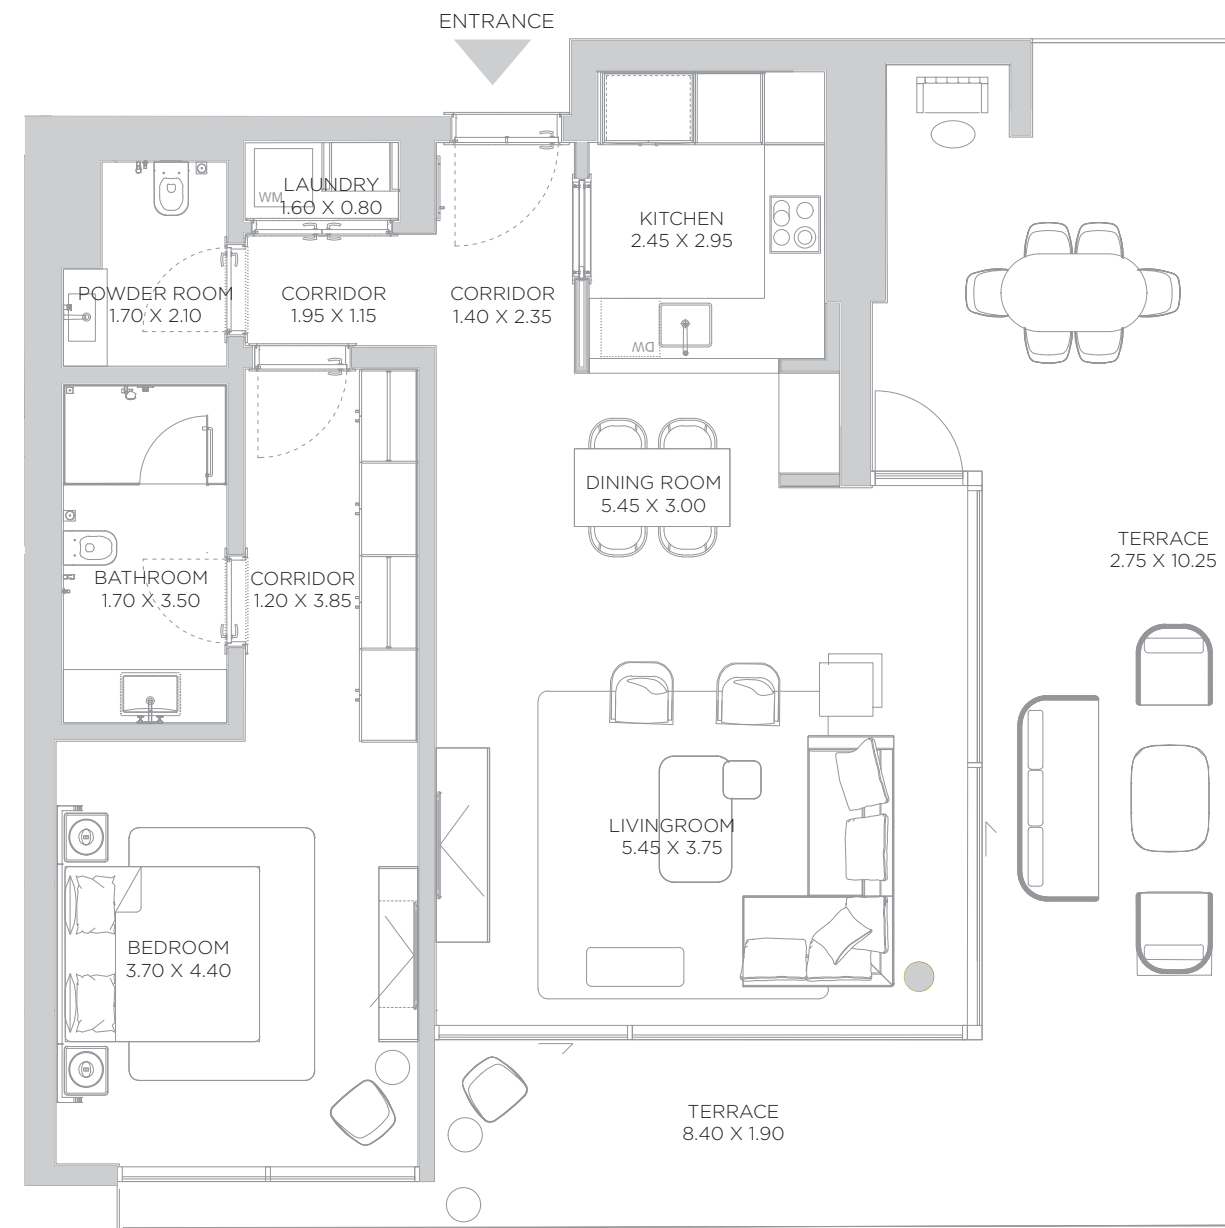 ENTRANCE
LAUNDRY
1.60 X 0.80
WM
KITCHEN
2.45 X 2.95
POWDER ROOM
1.70 X 2.10
CORRIDOR
1.95 X 1.15
CORRIDOR
1.40 X 2.35
DW
DINING ROOM
5.45 X 3.00
TERRACE
2.75 X 10.25
BATHROOM
1.70 X 3.50
CORRIDOR
1.20 X 3.85
LIVINGROOM
5.45 X 3.75
BEDROOM
3.70 X 4.40
TERRACE
8.40 X 1.90